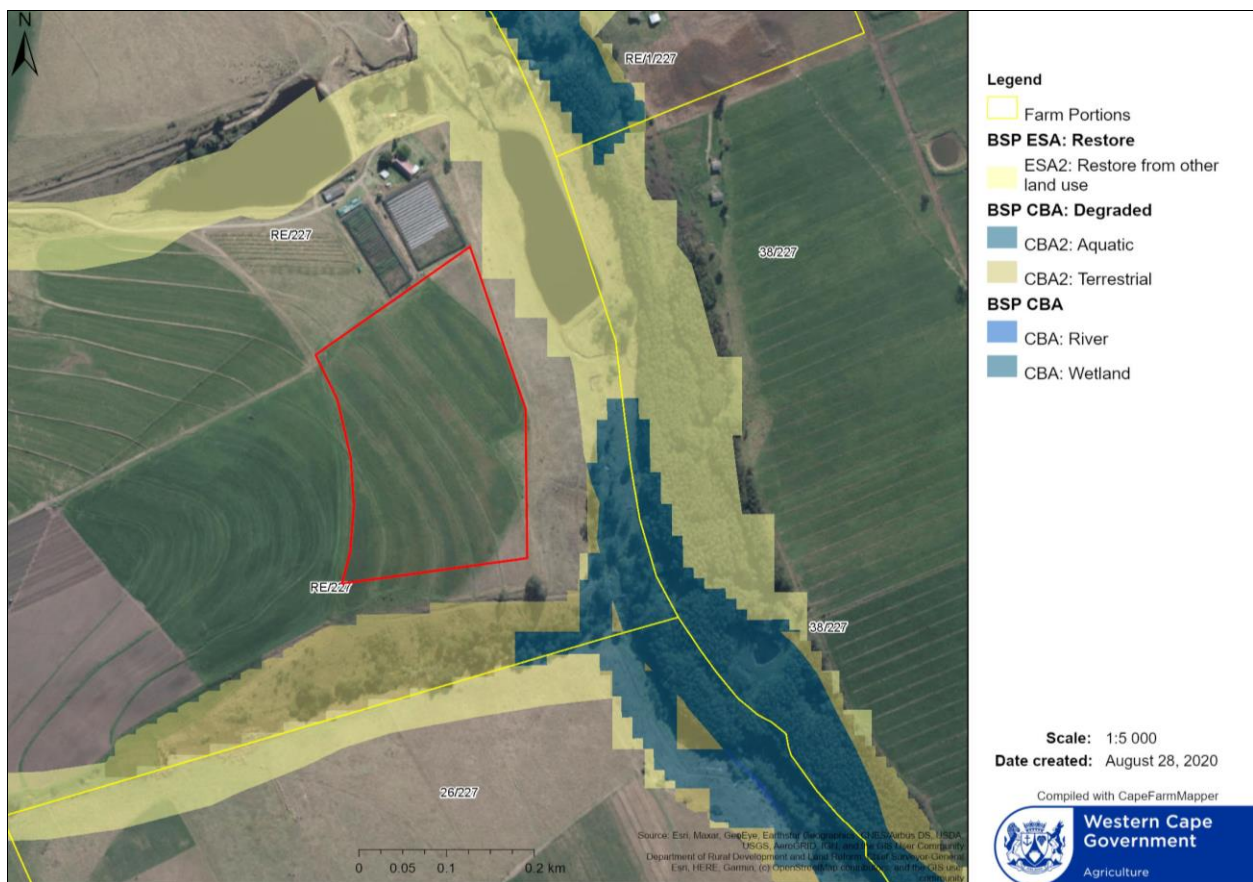 N
RE/1/227
RE/227
38/227
RE/227
38/227
26/227
0 0.05 0.1 0.2 km
Source: Esri, Maxar, GeoEye, Earthstar Geographics, CNES/Airbus DS, USDA,
USGS, AeroGRID, IGN, and the GIS User Community
Department of Rural Development and Land Reform, Chief Surveyor-General
Esri, HERE, Garmin, (c) OpenStreetMap contributors, and the GIS user
community
Legend
Farm Portions
BSP ESA: Restore
ESA2: Restore from other
land use
BSP CBA: Degraded
CBA2: Aquatic
CBA2: Terrestrial
BSP CBA
CBA: River
CBA: Wetland
Scale: 1:5 000
Date created: August 28, 2020
Compiled with CapeFarmMapper
Western Cape
Government
Agriculture